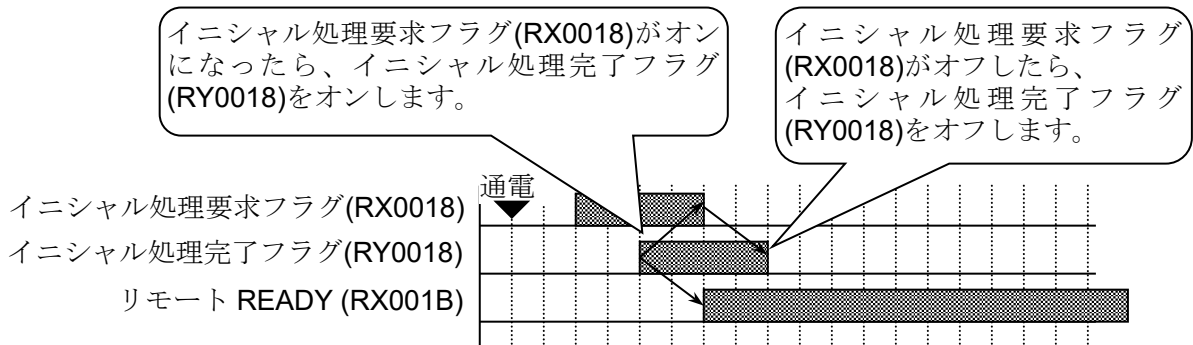 イニシャル処理要求フラグ(RX0018)がオン
になったら、イニシャル処理完了フラグ
(RY0018)をオンします。
イニシャル処理要求フラグ
(RX0018)がオフしたら、
イニシャル処理完了フラグ
(RY0018)をオフします。
通電
イニシャル処理要求フラグ(RX0018)
イニシャル処理完了フラグ(RY0018)
リモート READY (RX001B)